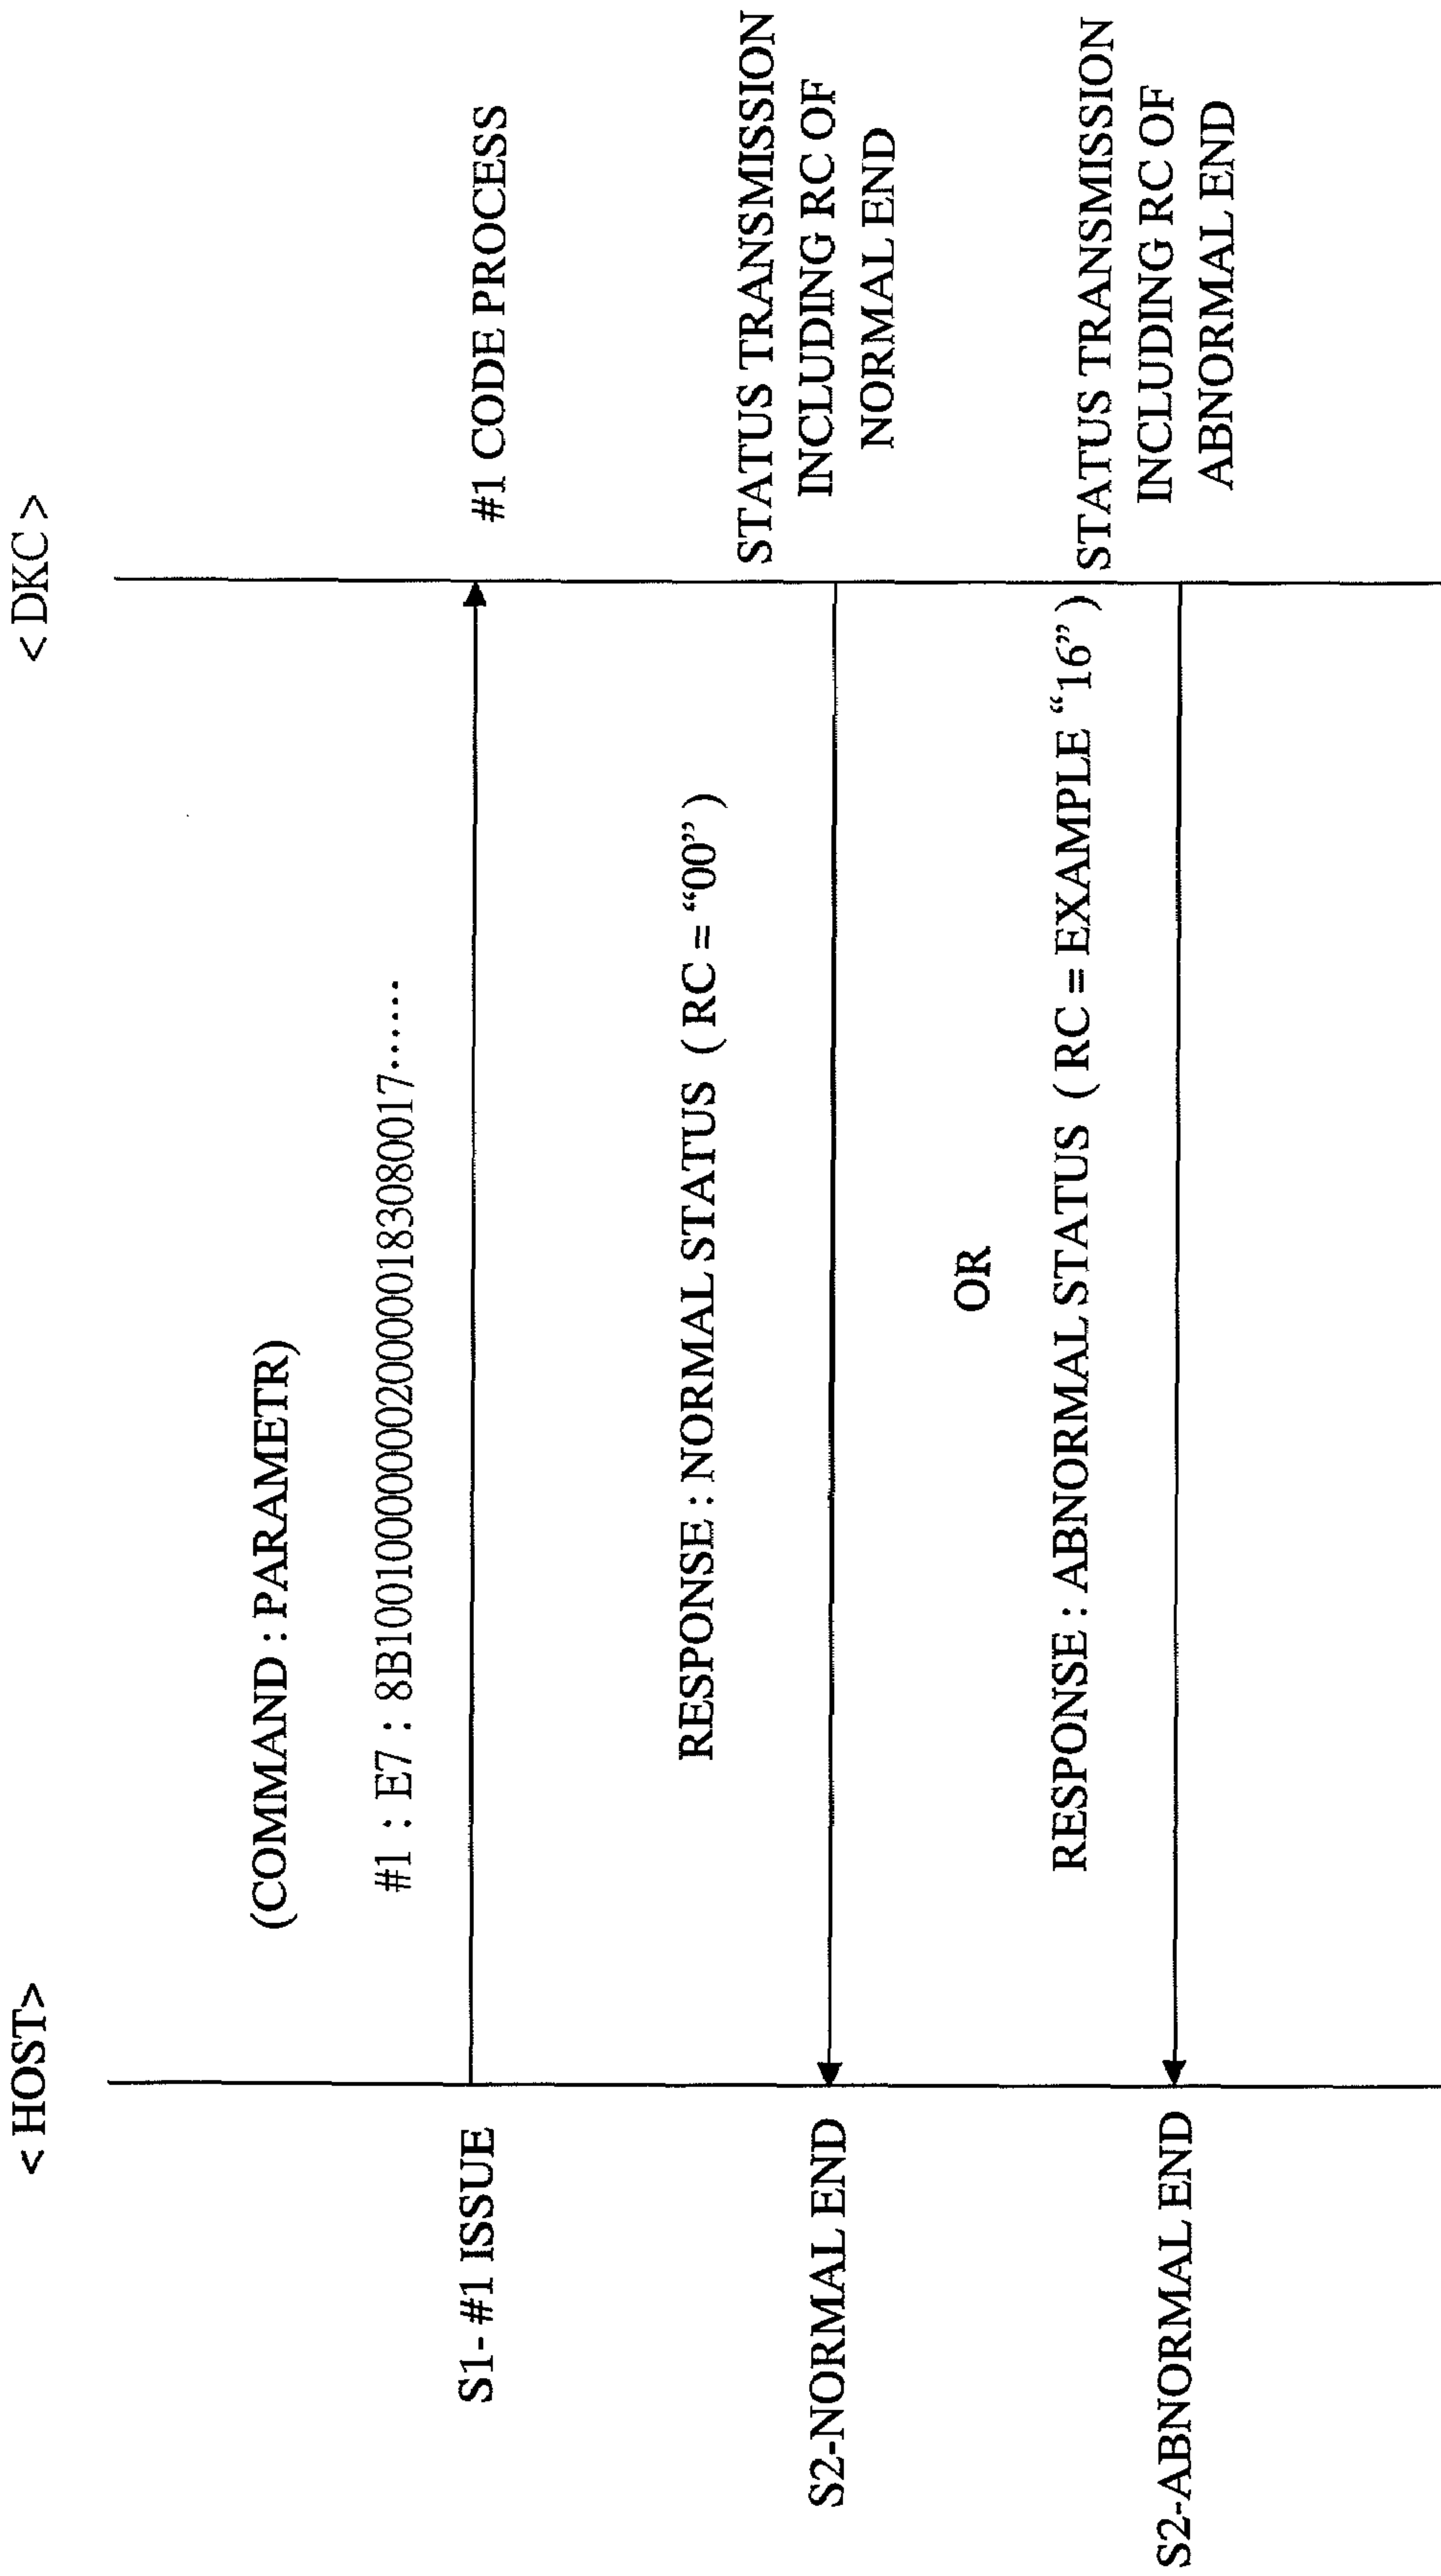 < HOST>
< DKC >
(COMMAND : PARAMETR)
#1 : E7 : 8B10010000000200000183080017......
S1- #1 ISSUE
#1 CODE PROCESS
RESPONSE : NORMAL STATUS ( RC = “00” )
STATUS TRANSMISSION
INCLUDING RC OF
NORMAL END
S2-NORMAL END
OR
RESPONSE : ABNORMAL STATUS ( RC = EXAMPLE “16” )
STATUS TRANSMISSION
INCLUDING RC OF
ABNORMAL END
S2-ABNORMAL END